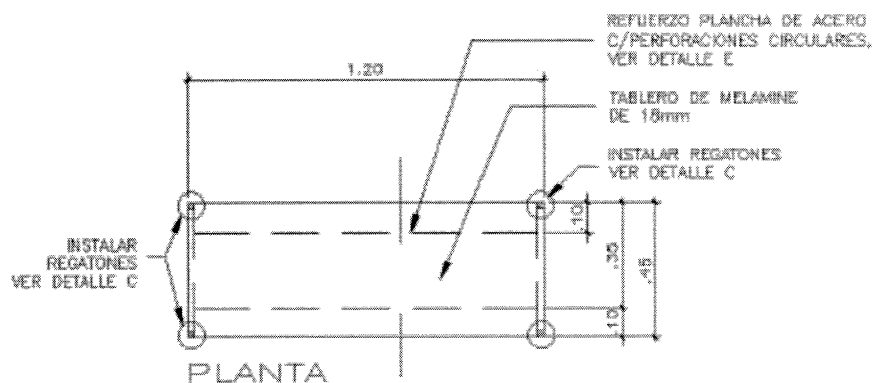 REFUERZO PLANCHA DE ACERO
C/PERFORACIONES CIRCULARES,
VER DETALLE E
1.20
TABLERO DE MELAMINE
DE 18mm
INSTALAR REGATONES
VER DETALLE C
.10
.35
.45
.10
INSTALAR
REGATONES
VER DETALLE C
PLANTA